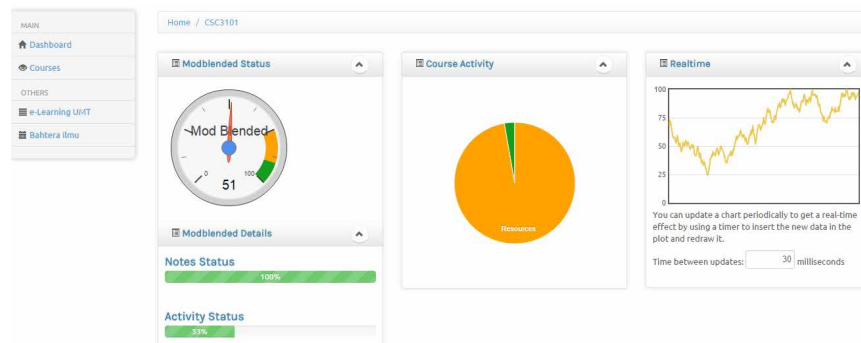 MAIN
Dashboard
Courses
OTHERS
e-Learning UMT
Bahtera Ilmu
Home / CSC3101
Modblended Status
Mod Blended
0
100
51
Modblended Details
Notes Status
100%
Activity Status
33%
Course Activity
Resources
Realtime
100
75
50
25
0
You can update a chart periodically to get a real-time
effect by using a timer to insert the new data in the
plot and redraw it.
Time between updates: 30 milliseconds